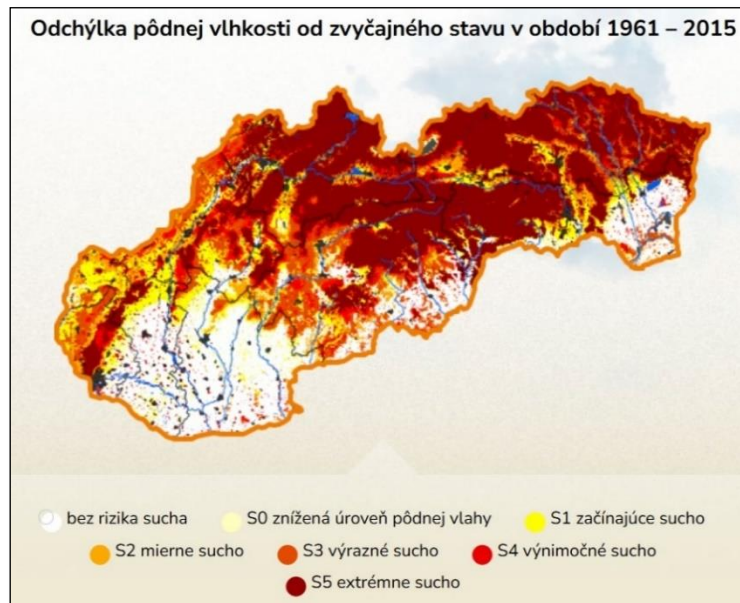 Odchýlka pôdnej vlhkosti od zvyčajného stavu v období 1961 – 2015
bez rizika sucha S0 znížená úroveň pôdnej vlahy S1 začínajúce sucho
S2 mierne sucho S3 výrazné sucho S4 výnimočné sucho
S5 extrémne sucho